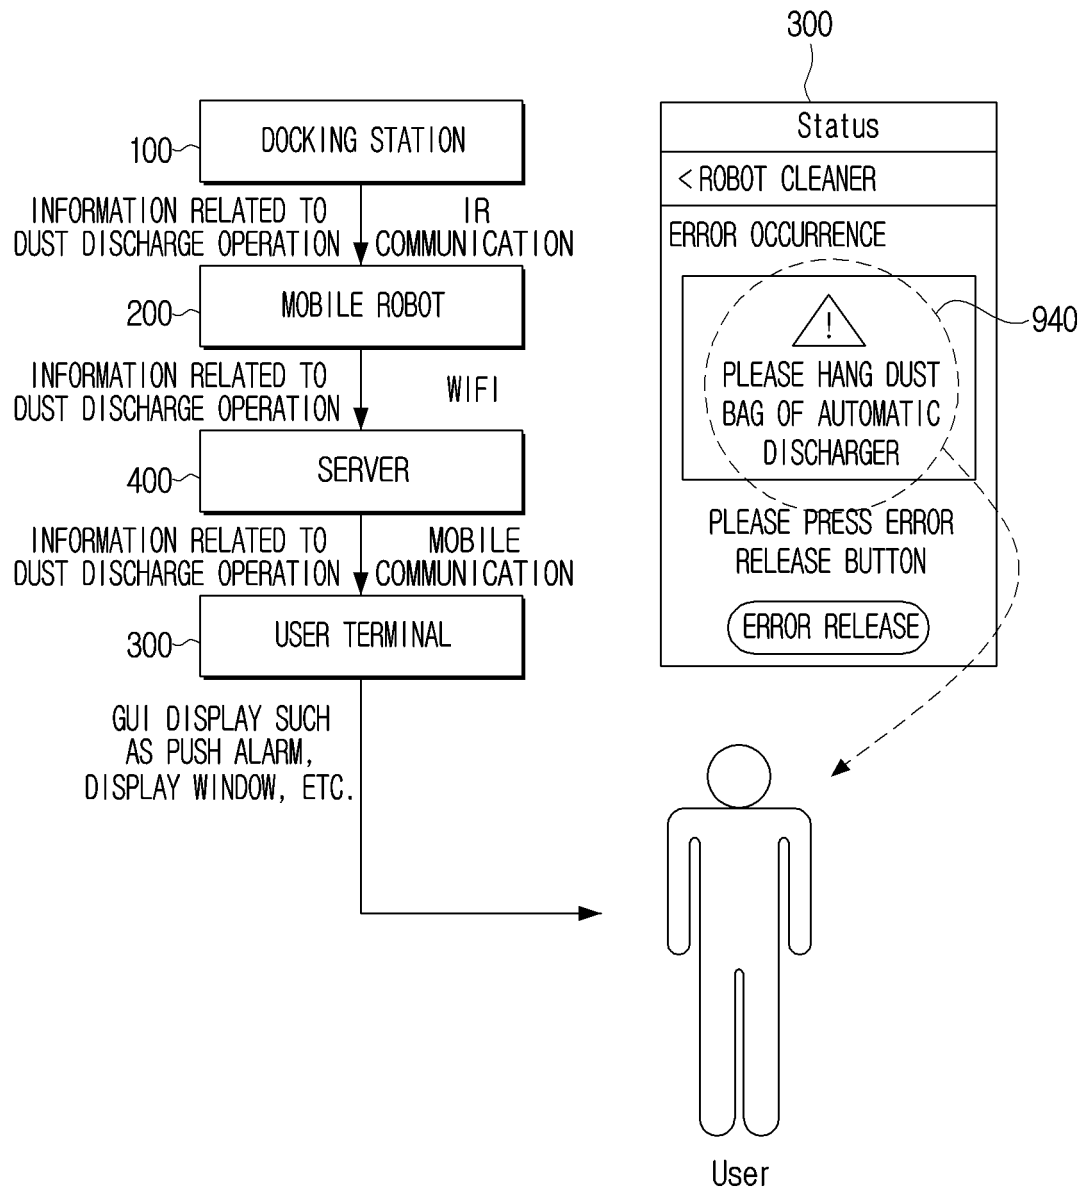 100
DOCKING STATION
INFORMATION RELATED TO
DUST DISCHARGE OPERATION
IR
COMMUNICATION
200
MOBILE ROBOT
INFORMATION RELATED TO
DUST DISCHARGE OPERATION
WIFI
400
SERVER
INFORMATION RELATED TO
DUST DISCHARGE OPERATION
MOBILE
COMMUNICATION
300
USER TERMINAL
GUI DISPLAY SUCH
AS PUSH ALARM,
DISPLAY WINDOW, ETC.
300
Status
< ROBOT CLEANER
ERROR OCCURRENCE
!
940
PLEASE HANG DUST
BAG OF AUTOMATIC
DISCHARGER
PLEASE PRESS ERROR
RELEASE BUTTON
ERROR RELEASE
User